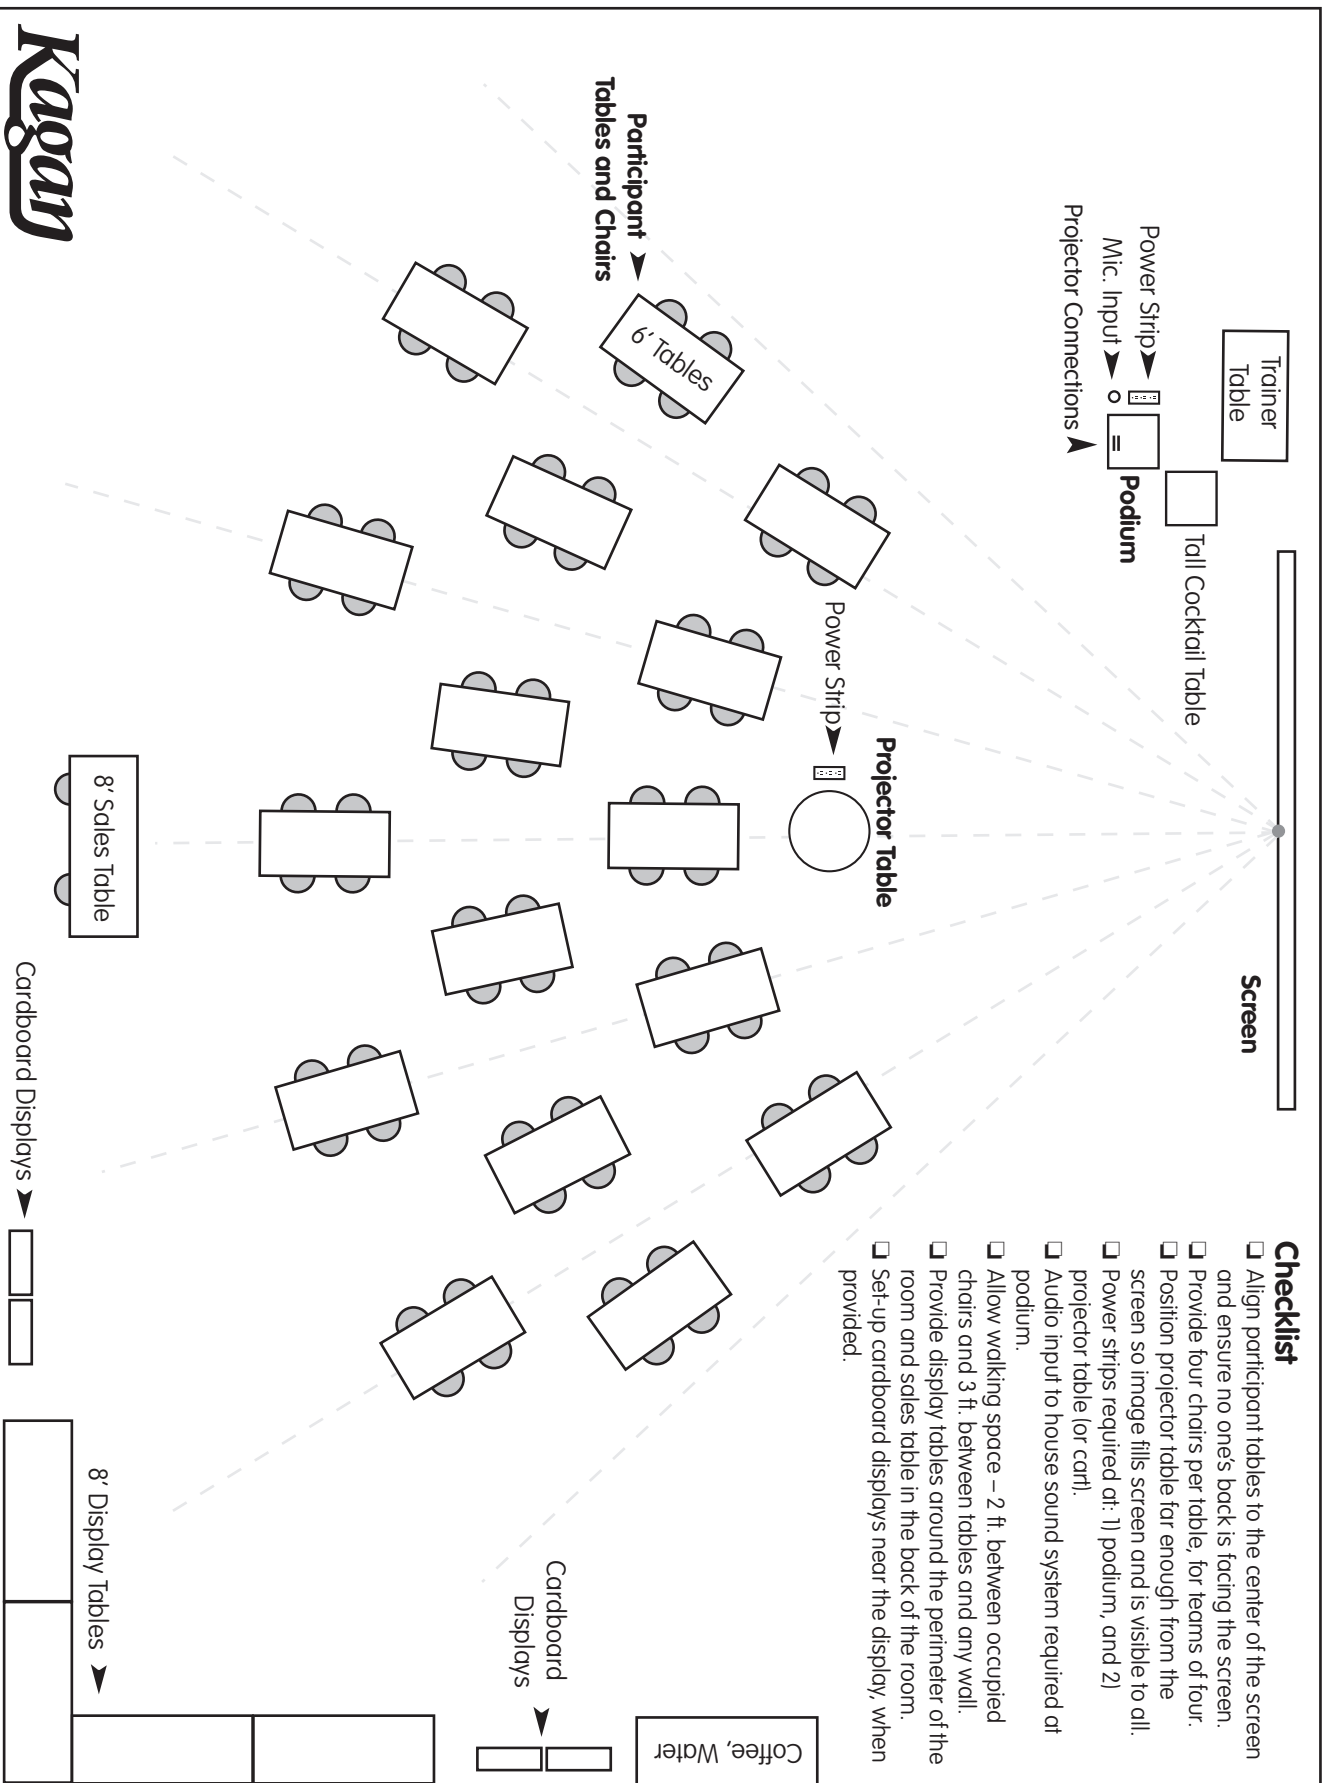 Trainer
Table
Tall Cocktail Table
Screen
Power Strip
Mic. Input
Projector Connections
Podium
Checklist
❏ Align participant tables to the center of the screen
and ensure no one's back is facing the screen.
❏ Provide four chairs per table, for teams of four.
❏ Position projector table far enough from the
screen so image fills screen and is visible to all.
❏ Power strips required at: 1) podium, and 2)
projector table (or cart).
❏ Audio input to house sound system required at
podium.
❏ Allow walking space – 2 ft. between occupied
chairs and 3 ft. between tables and any wall.
❏ Provide display tables around the perimeter of the
room and sales table in the back of the room.
❏ Set-up cardboard displays near the display, when
provided.
Projector Table
Power Strip
Participant
Tables and Chairs
6' Tables
Coffee, Water
Cardboard
Displays
8' Sales Table
8' Display Tables
Cardboard Displays
Kagan